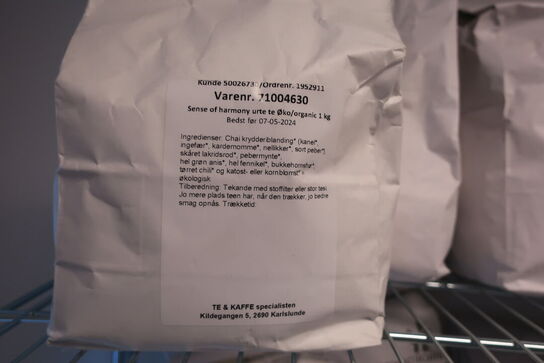 Kunde 5002673 /Ordrenr. 1952911
Varenr. 71004630
Sense of harmony urte te Øko/organic 1 kg
Bedst før 07-05-2024
Ingredienser: Chai krydderiblanding* (kanel*,
ingefær*, kardemomme*, nellikker*, sort peber*)
skåret lakridsrod*, pebermynte*,
hel grøn anis*, hel fennikel*, bukkehornsfrø*,
tørret chili* og katost- eller kornblomst* =
økologisk
Tilberedning: Tekande med stoffilter eller stor tesi.
Jo mere plads teen har, når den trækker, jo bedre
smag opnås. Trækketid:
TE & KAFFE specialisten
Kildegangen 5, 2690 Karlslunde